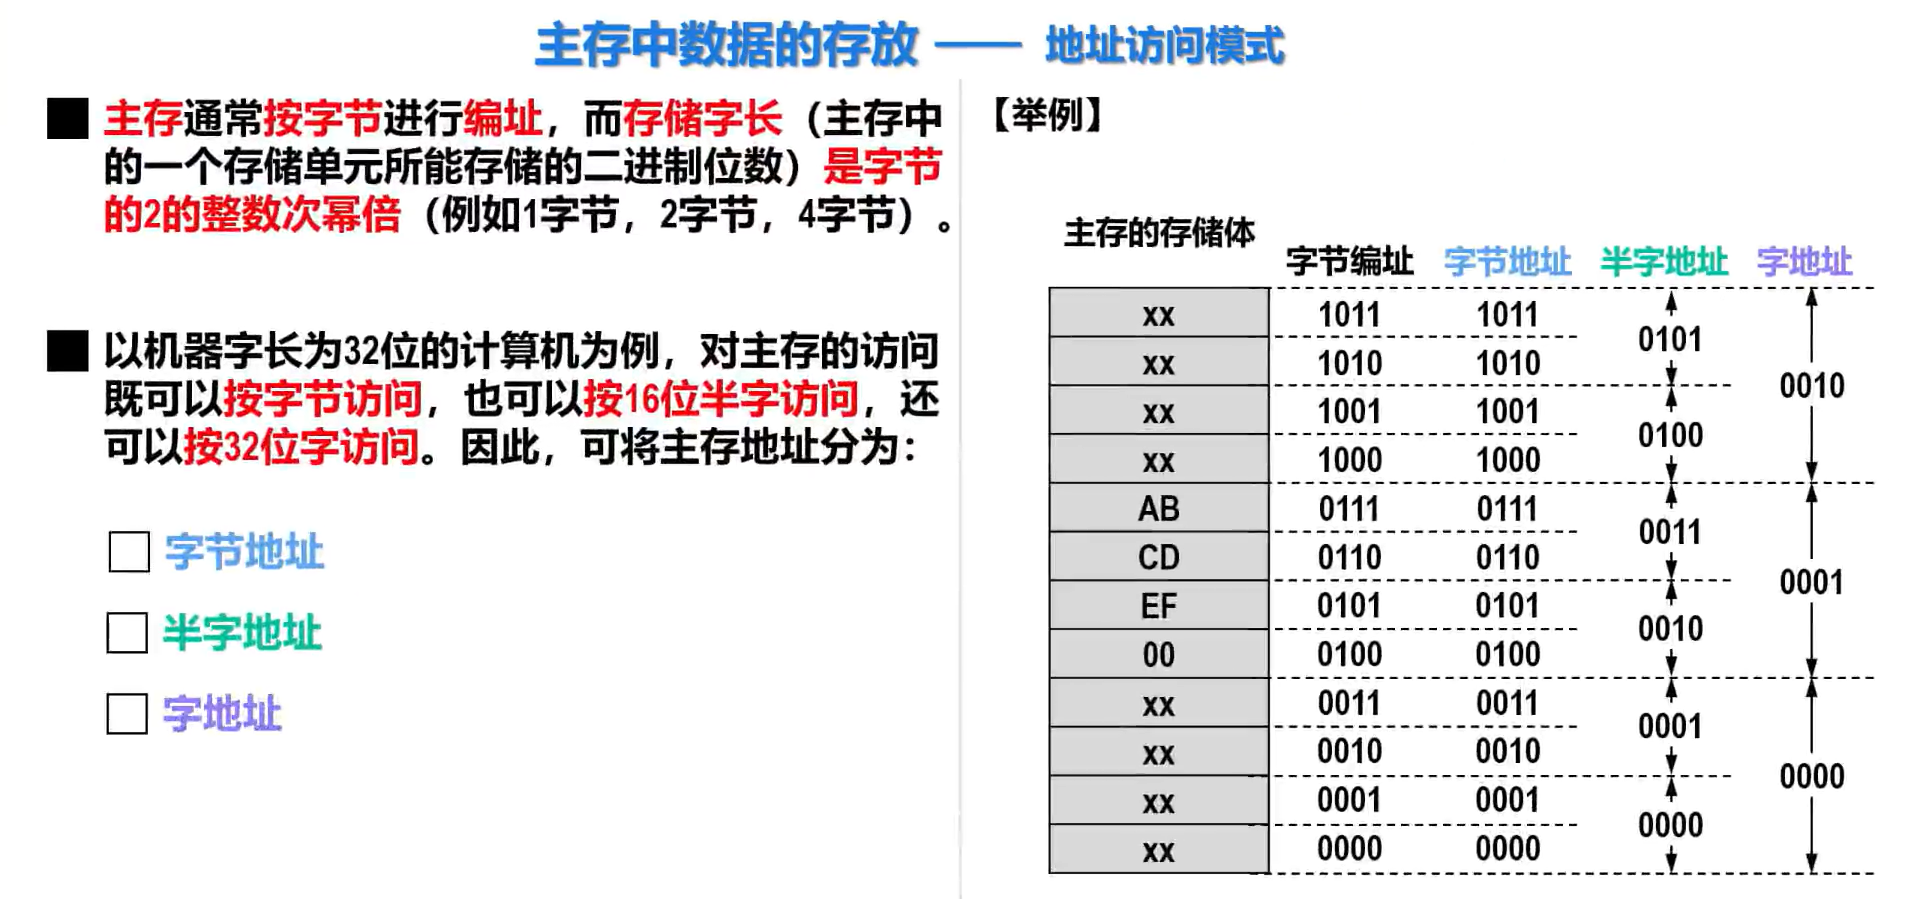 主存中数据的存放 —— 地址访问模式
主存通常按字节进行编址，而存储字长（主存中
的一个存储单元所能存储的二进制位数）是字节
的2的整数次幂倍（例如1字节，2字节，4字节）。
以机器字长为32位的计算机为例，对主存的访问
既可以按字节访问，也可以按16位半字访问，还
可以按32位字访问。因此，可将主存地址分为：
字节地址
半字地址
字地址
【举例】
主存的存储体
字节编址 字节地址 半字地址 字地址
xx 1011 1011
0101
xx 1010 1010
0010
xx 1001 1001
0100
xx 1000 1000
AB 0111 0111
0011
CD 0110 0110
0001
EF 0101 0101
0010
00 0100 0100
xx 0011 0011
0001
xx 0010 0010
0000
xx 0001 0001
0000
xx 0000 0000